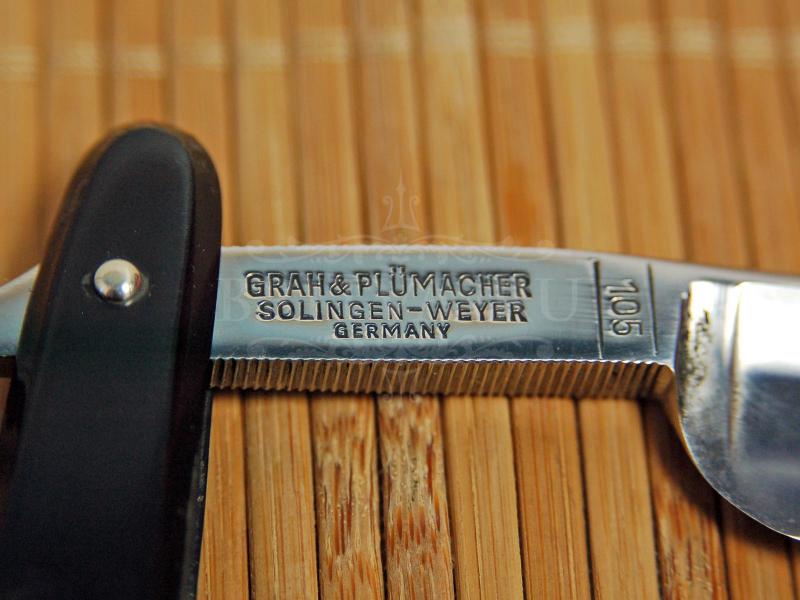 GRAH & PLÜMACHER
SOLINGEN-WEYER
GERMANY
105